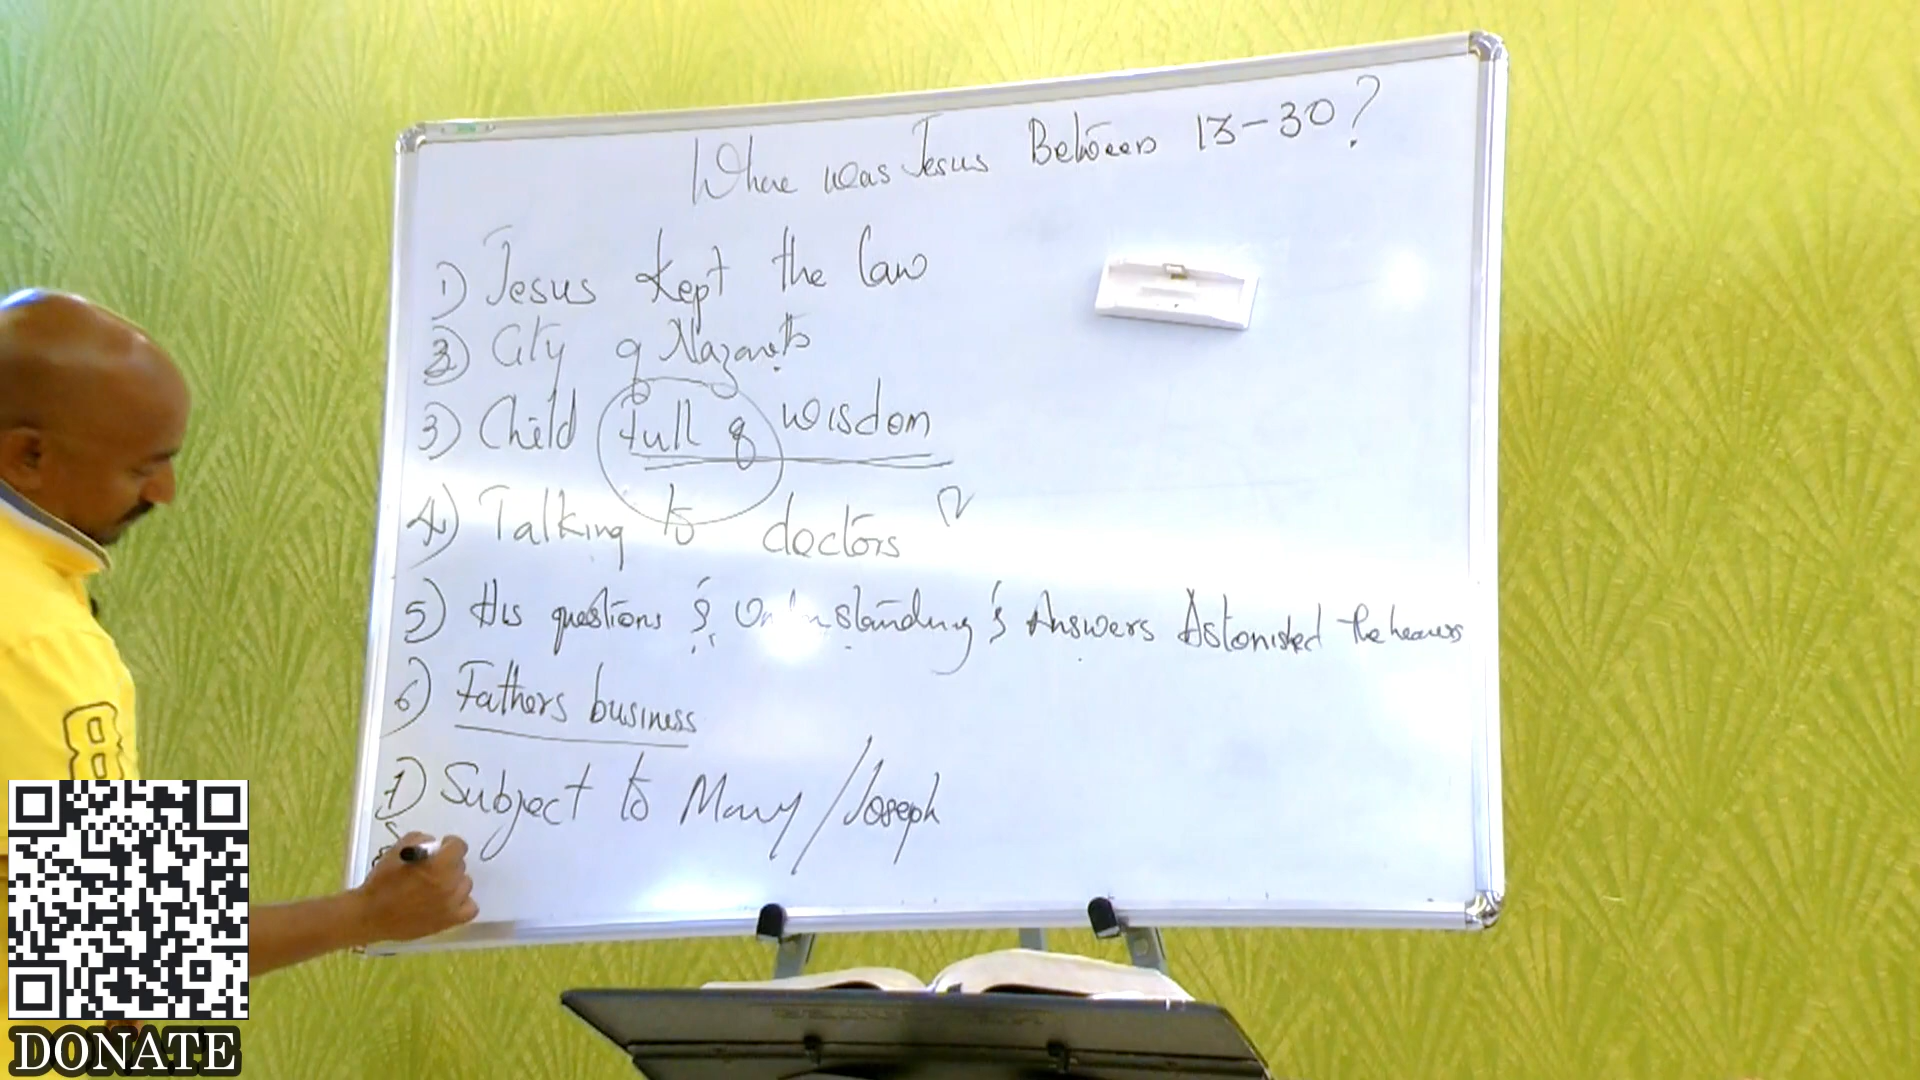 Where was Jesus Between 13-30?
1) Jesus kept the law
2) City of Nazareth
3) Child full of wisdom
4) Talking to doctors
5) His questions & Understanding & Answers Astonished the hearers
6) Fathers business
7) Subject to Mary/Joseph
DONATE